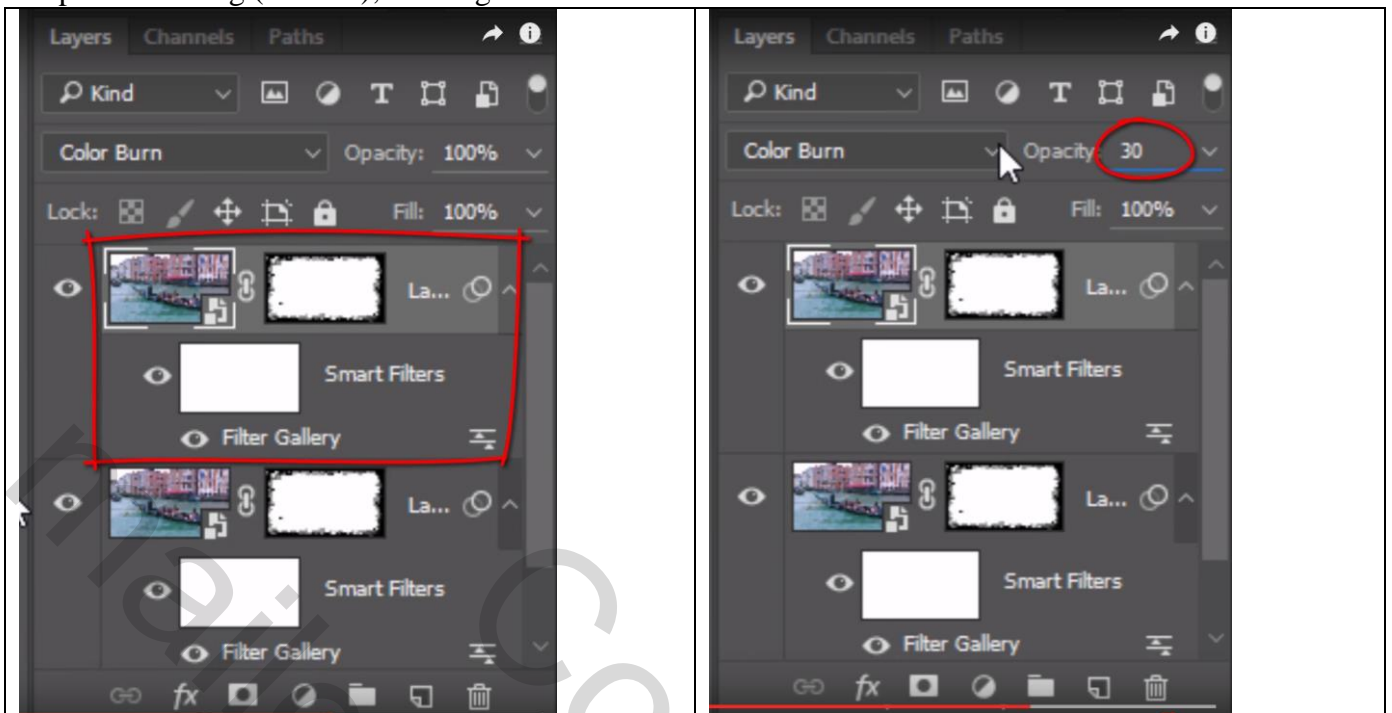 Layers Channels Paths
Kind
Color Burn Opacity: 100%
Lock: Fill: 100%
La...
Smart Filters
Filter Gallery
La...
Smart Filters
Filter Gallery
fx
Layers Channels Paths
Kind
Color Burn Opacity: 30
Lock: Fill: 100%
La...
Smart Filters
Filter Gallery
La...
Smart Filters
Filter Gallery
fx